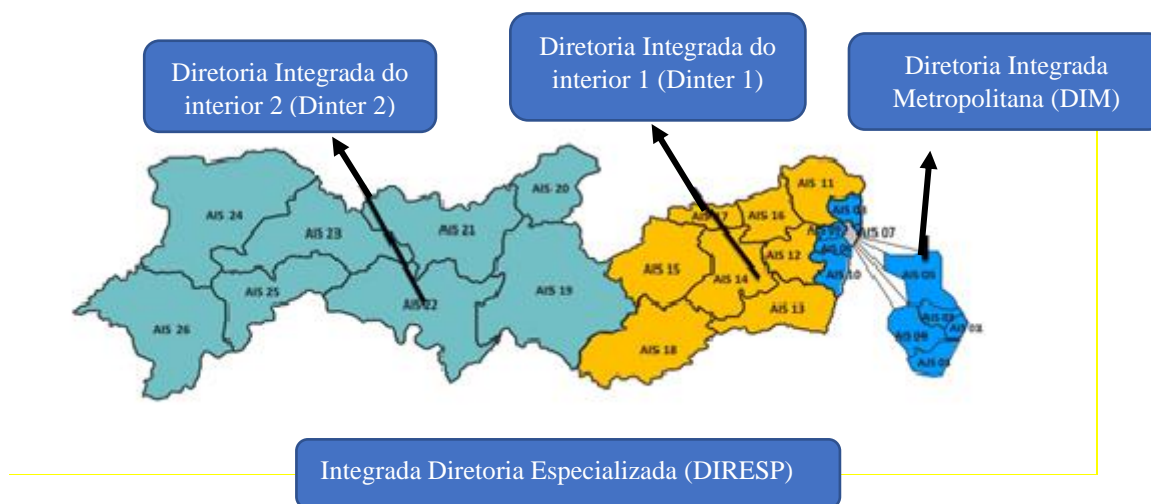 Diretoria Integrada do
interior 2 (Dinter 2)
Diretoria Integrada do
interior 1 (Dinter 1)
Diretoria Integrada
Metropolitana (DIM)
AIS 24
AIS 23
AIS 21
AIS 20
AIS 26
AIS 25
AIS 22
AIS 19
AIS 11
AIS 16
AIS 12
AIS 15
AIS 14
AIS 13
AIS 18
AIS 07
AIS 10
Integrada Diretoria Especializada (DIRESP)